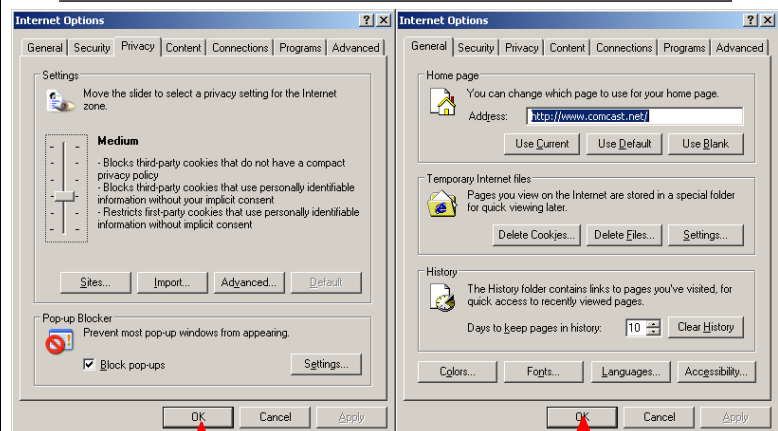 Internet Options
General Security Privacy Content Connections Programs Advanced
Settings
Move the slider to select a privacy setting for the Internet
zone.
Medium
- Blocks third-party cookies that do not have a compact
privacy policy
- Blocks third-party cookies that use personally identifiable
information without your implicit consent
- Restricts first-party cookies that use personally identifiable
information without implicit consent
Sites... Import... Advanced... Default
Pop-up Blocker
Prevent most pop-up windows from appearing.
Block pop-ups
Settings...
OK Cancel Apply
Internet Options
General Security Privacy Content Connections Programs Advanced
Home page
You can change which page to use for your home page.
Address: http://www.comcast.net/
Use Current Use Default Use Blank
Temporary Internet files
Pages you view on the Internet are stored in a special folder
for quick viewing later.
Delete Cookies... Delete Files... Settings...
History
The History folder contains links to pages you've visited, for
quick access to recently viewed pages.
Days to keep pages in history: 10 Clear History
Colors... Fonts... Languages... Accessibility...
OK Cancel Apply